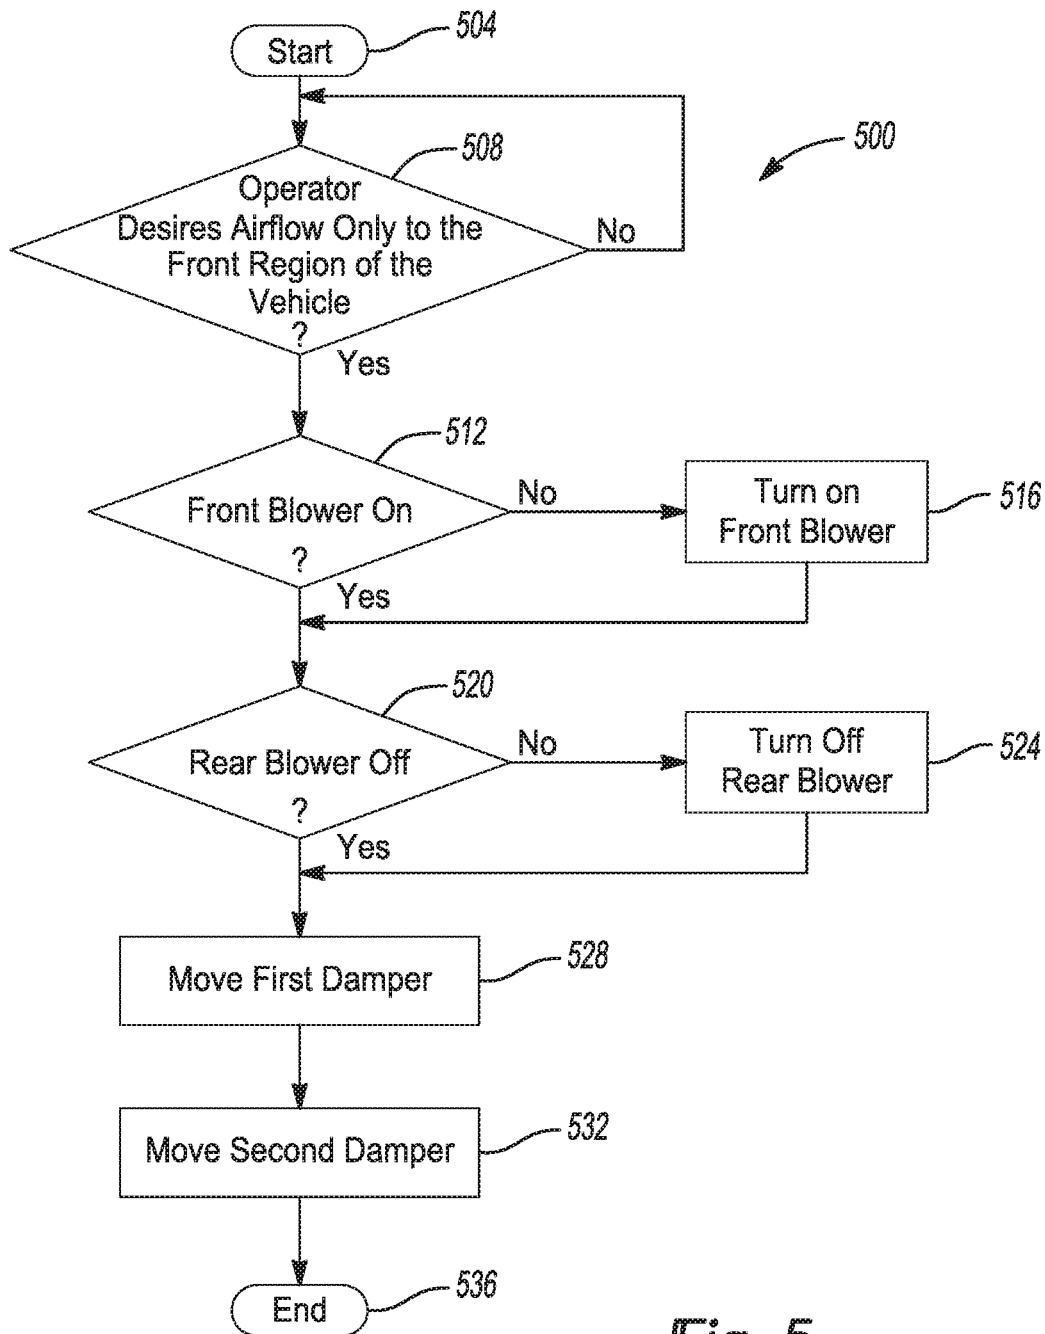 Start
504
500
508
Operator
Desires Airflow Only to the
Front Region of the
Vehicle
?
No
Yes
512
Front Blower On
?
No
Yes
Turn on
Front Blower
516
520
Rear Blower Off
?
No
Yes
Turn Off
Rear Blower
524
Move First Damper
528
Move Second Damper
532
End
536
Fig. 5